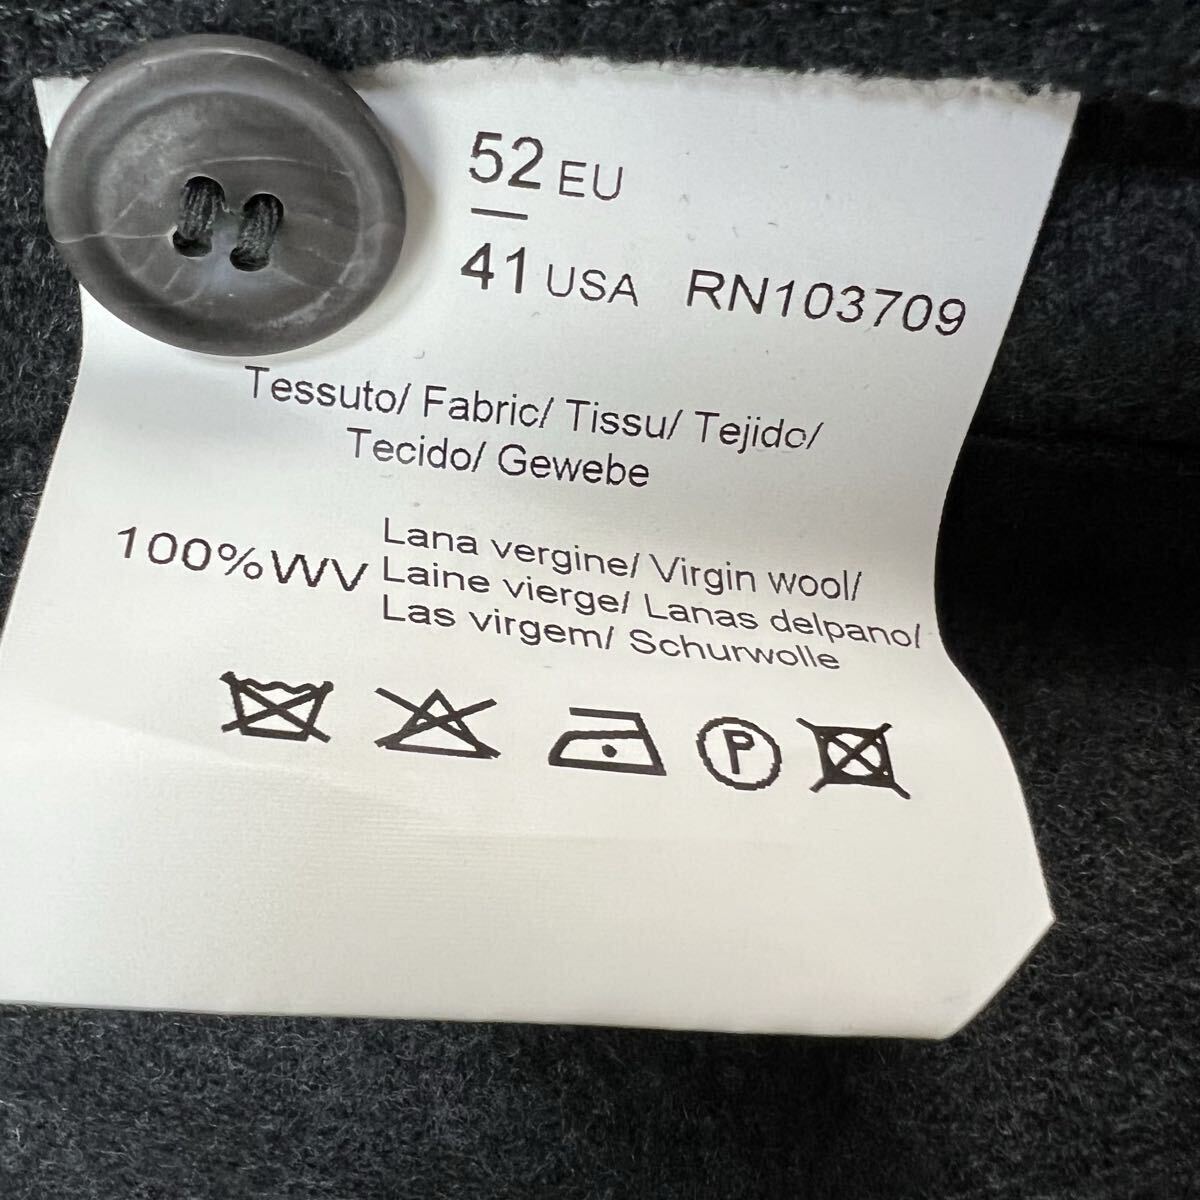 52 EU
41 USA RN103709
Tessuto/ Fabric/ Tissu/ Tejido/
Tecido/ Gewebe
100%WV Lana vergine/ Virgin wool/
Laine vierge/ Lanas delpano/
Las virgem/ Schurwolle
P